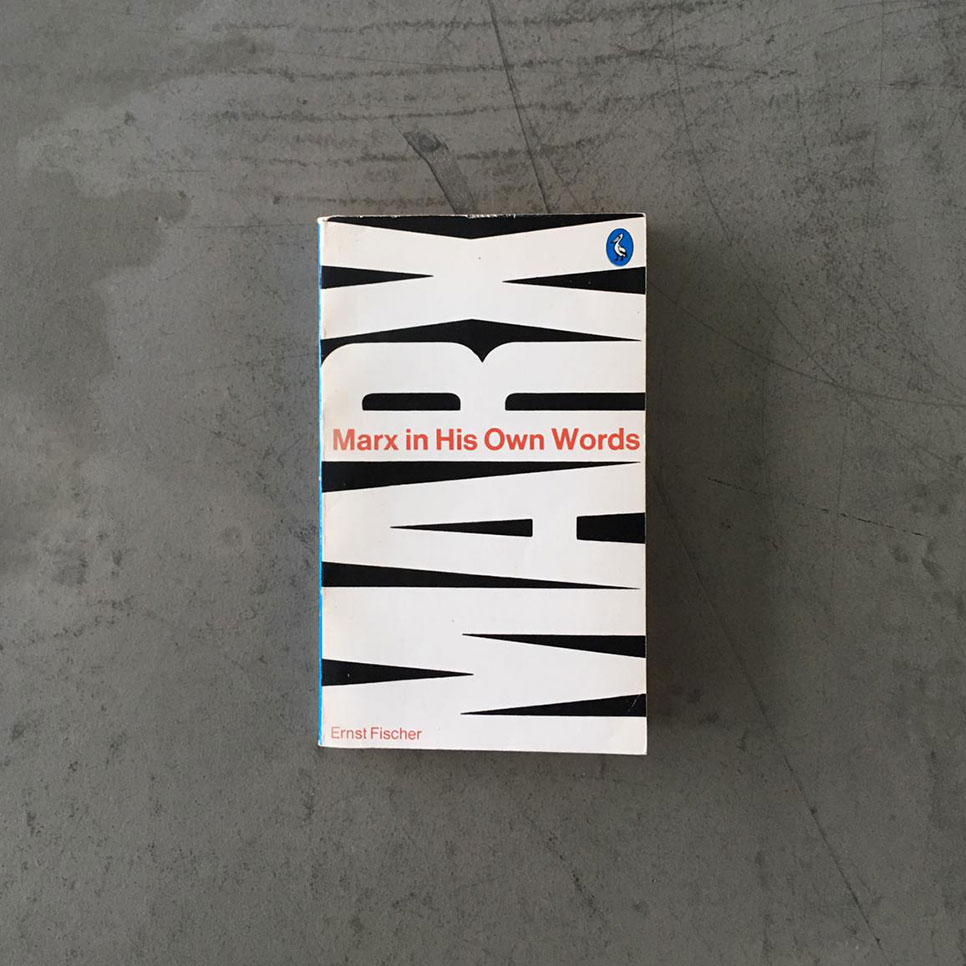 MARX
Marx in His Own Words
Ernst Fischer